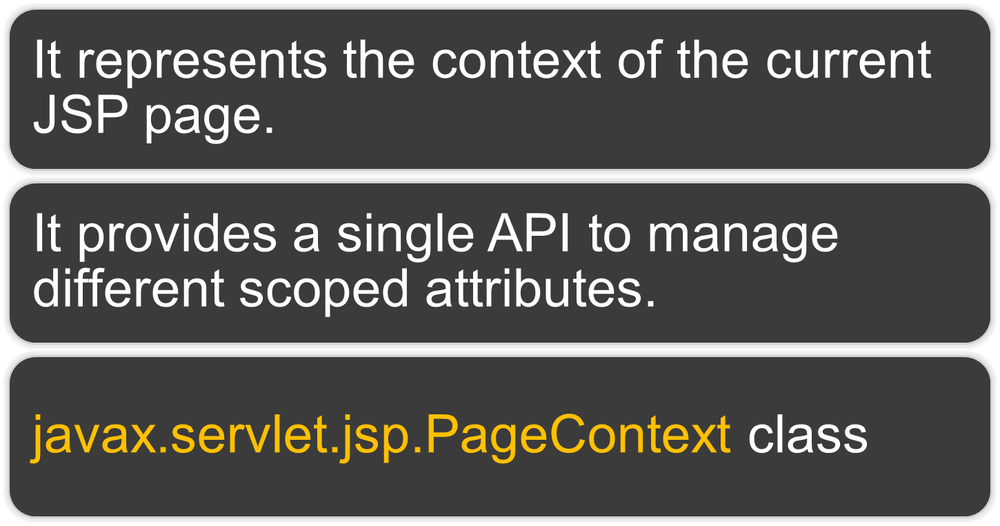 It represents the context of the current
JSP page.
It provides a single API to manage
different scoped attributes.
javax.servlet.jsp.PageContext class